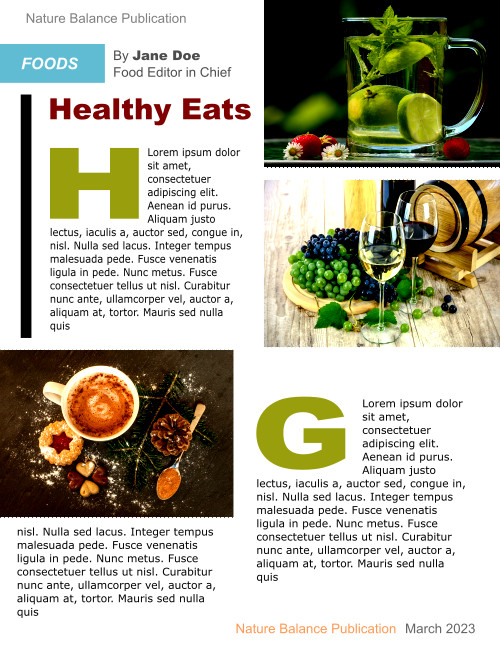 Nature Balance Publication
FOODS
By Jane Doe
Food Editor in Chief
Healthy Eats
H
Lorem ipsum dolor
sit amet,
consectetuer
adipiscing elit.
Aenean id purus.
Aliquam justo
lectus, iaculis a, auctor sed, congue in,
nisl. Nulla sed lacus. Integer tempus
malesuada pede. Fusce venenatis
ligula in pede. Nunc metus. Fusce
consectetuer tellus ut nisl. Curabitur
nunc ante, ullamcorper vel, auctor a,
aliquam at, tortor. Mauris sed nulla
quis
nisl. Nulla sed lacus. Integer tempus
malesuada pede. Fusce venenatis
ligula in pede. Nunc metus. Fusce
consectetuer tellus ut nisl. Curabitur
nunc ante, ullamcorper vel, auctor a,
aliquam at, tortor. Mauris sed nulla
quis
G
Lorem ipsum dolor
sit amet,
consectetuer
adipiscing elit.
Aenean id purus.
Aliquam justo
lectus, iaculis a, auctor sed, congue in,
nisl. Nulla sed lacus. Integer tempus
malesuada pede. Fusce venenatis
ligula in pede. Nunc metus. Fusce
consectetuer tellus ut nisl. Curabitur
nunc ante, ullamcorper vel, auctor a,
aliquam at, tortor. Mauris sed nulla
quis
Nature Balance Publication March 2023